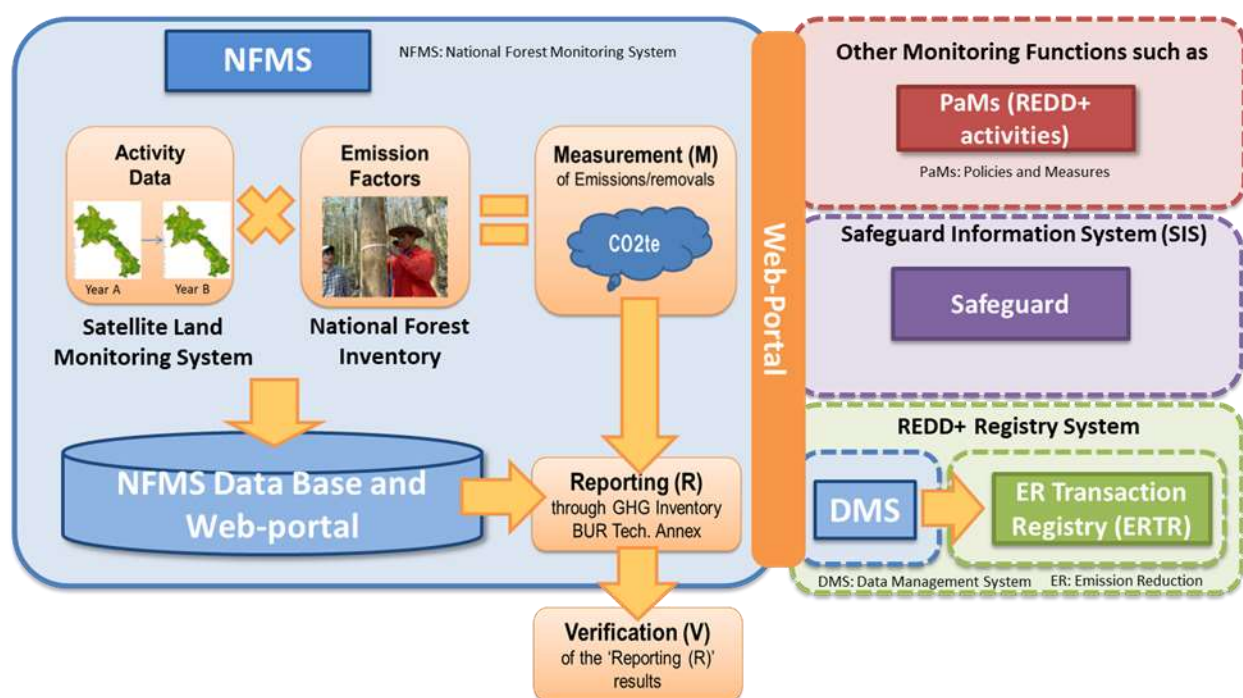 NFMS
NFMS: National Forest Monitoring System
Activity
Data
Year A
Year B
Satellite Land
Monitoring System
Emission
Factors
National Forest
Inventory
Measurement (M)
of Emissions/removals
CO2te
NFMS Data Base and
Web-portal
Reporting (R)
through GHG Inventory
BUR Tech. Annex
Verification (V)
of the ‘Reporting (R)’
results
Web-Portal
Other Monitoring Functions such as
PaMs (REDD+
activities)
PaMs: Policies and Measures
Safeguard Information System (SIS)
Safeguard
REDD+ Registry System
DMS
ER Transaction
Registry (ERTR)
DMS: Data Management System
ER: Emission Reduction